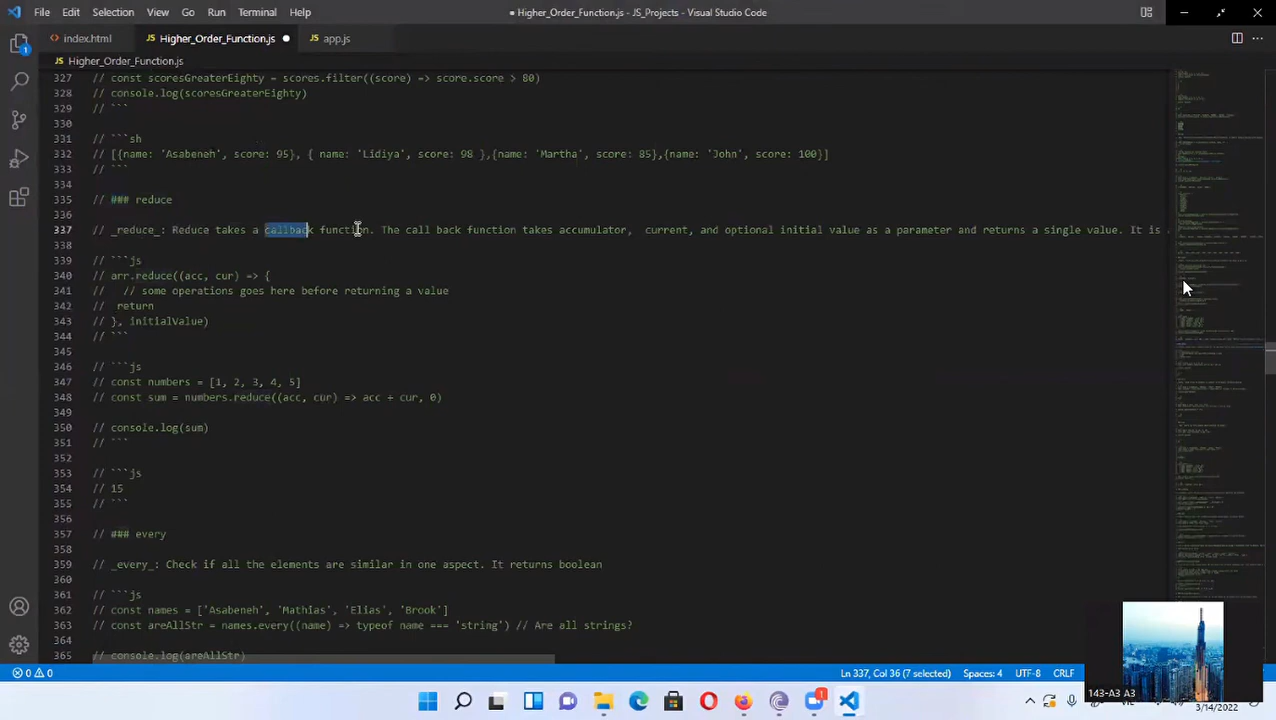 File Edit Selection View Go Run Terminal Help
● Higher_Order_Function.js - JS_Projects - Visual Studio Code
index.html Higher_Order_Function.js ● app.js
Higher_Order_Function.js
327 // const scoresGreaterEighty = scores.filter((score) => score.score > 80)
328 // console.log(scoresGreaterEighty)
329 // ```
330
331 // ```sh
332 // [{name: 'Asabeneh', score: 95}, { name: 'Lidiya', score: 98 },{name: 'Martha', score: 85},{name: 'John', score: 100}]
333 // ```
334
335 // ### reduce
336
337 // _reduce_: Reduce takes a callback function. The call back function takes accumulator, current, and optional initial value as a parameter and returns a single value. It is
338
339 // ```js
340 // arr.reduce((acc, cur) => {
341 // // some operations goes here before returning a value
342 // return
343 // }, initialValue)
344 // ```
345
346 // ```js
347 // const numbers = [1, 2, 3, 4, 5]
348 // const sum = numbers.reduce((acc, cur) => acc + cur, 0)
349
350 // console.log(sum)
351 // ```
352
353 // ```js
354 // 15
355 // ```
356
357 // ### every
358
359 // _every_: Check if all the elements are similar in one aspect. It returns boolean
360
361 // ```js
362 // const names = ['Asabeneh', 'Mathias', 'Elias', 'Brook']
363 // const areAllStr = names.every((name) => typeof name === 'string') // Are all strings?
364
365 // console.log(areAllStr)
0 0 Ln 337, Col 36 (7 selected) Spaces: 4 UTF-8 CRLF
1
1
143-A3 A3
VIE
3/14/2022